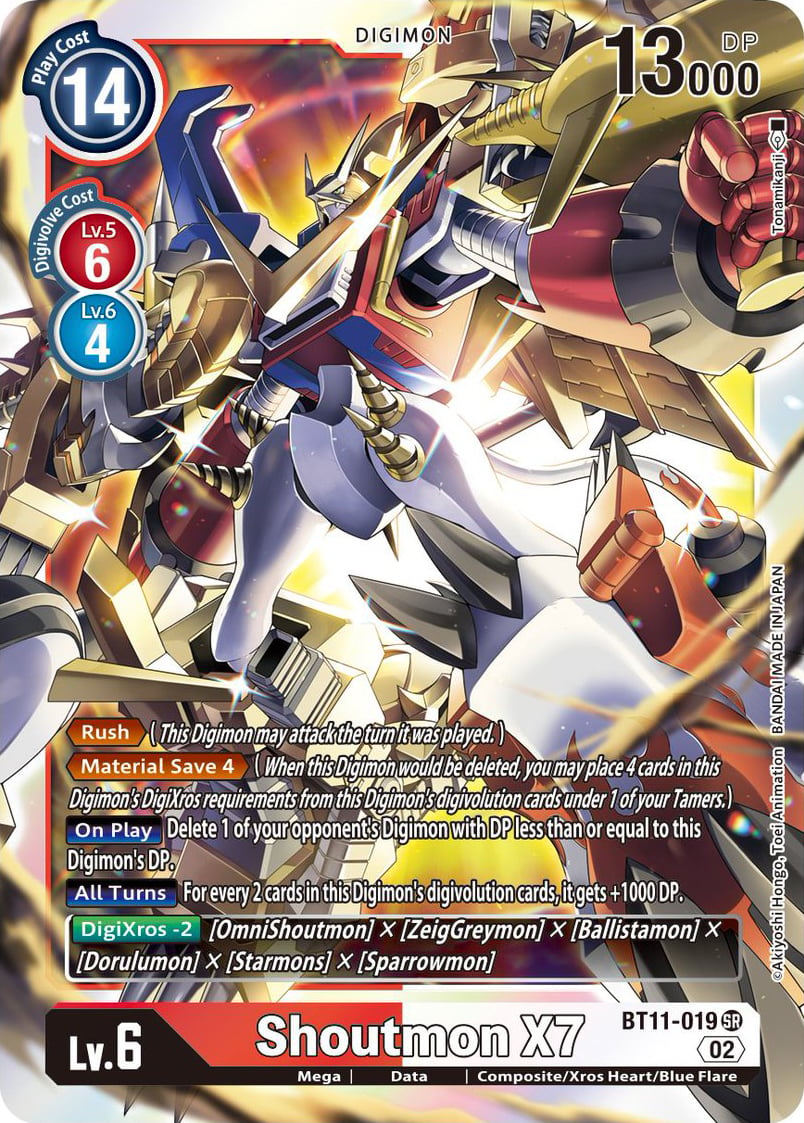 DIGIMON
Play Cost
14
13000
DP
Digivolve Cost
Lv.5
6
Lv.6
4
Tonamikanji
Rush (This Digimon may attack the turn it was played.)
Material Save 4 (When this Digimon would be deleted, you may place 4 cards in this
Digimon's DigiXros requirements from this Digimon's digivolution cards under 1 of your Tamers.)
On Play Delete 1 of your opponent's Digimon with DP less than or equal to this
Digimon's DP.
All Turns For every 2 cards in this Digimon's digivolution cards, it gets +1000 DP.
DigiXros -2 [OmniShoutmon] × [ZeigGreymon] × [Ballistamon] ×
[Dorulumon] × [Starmons] × [Sparrowmon]
©Akiyoshi Hongo, Toei Animation BANDAI MADE IN JAPAN
Lv.6
Shoutmon X7
BT11-019 SR
02
Mega | Data | Composite/Xros Heart/Blue Flare